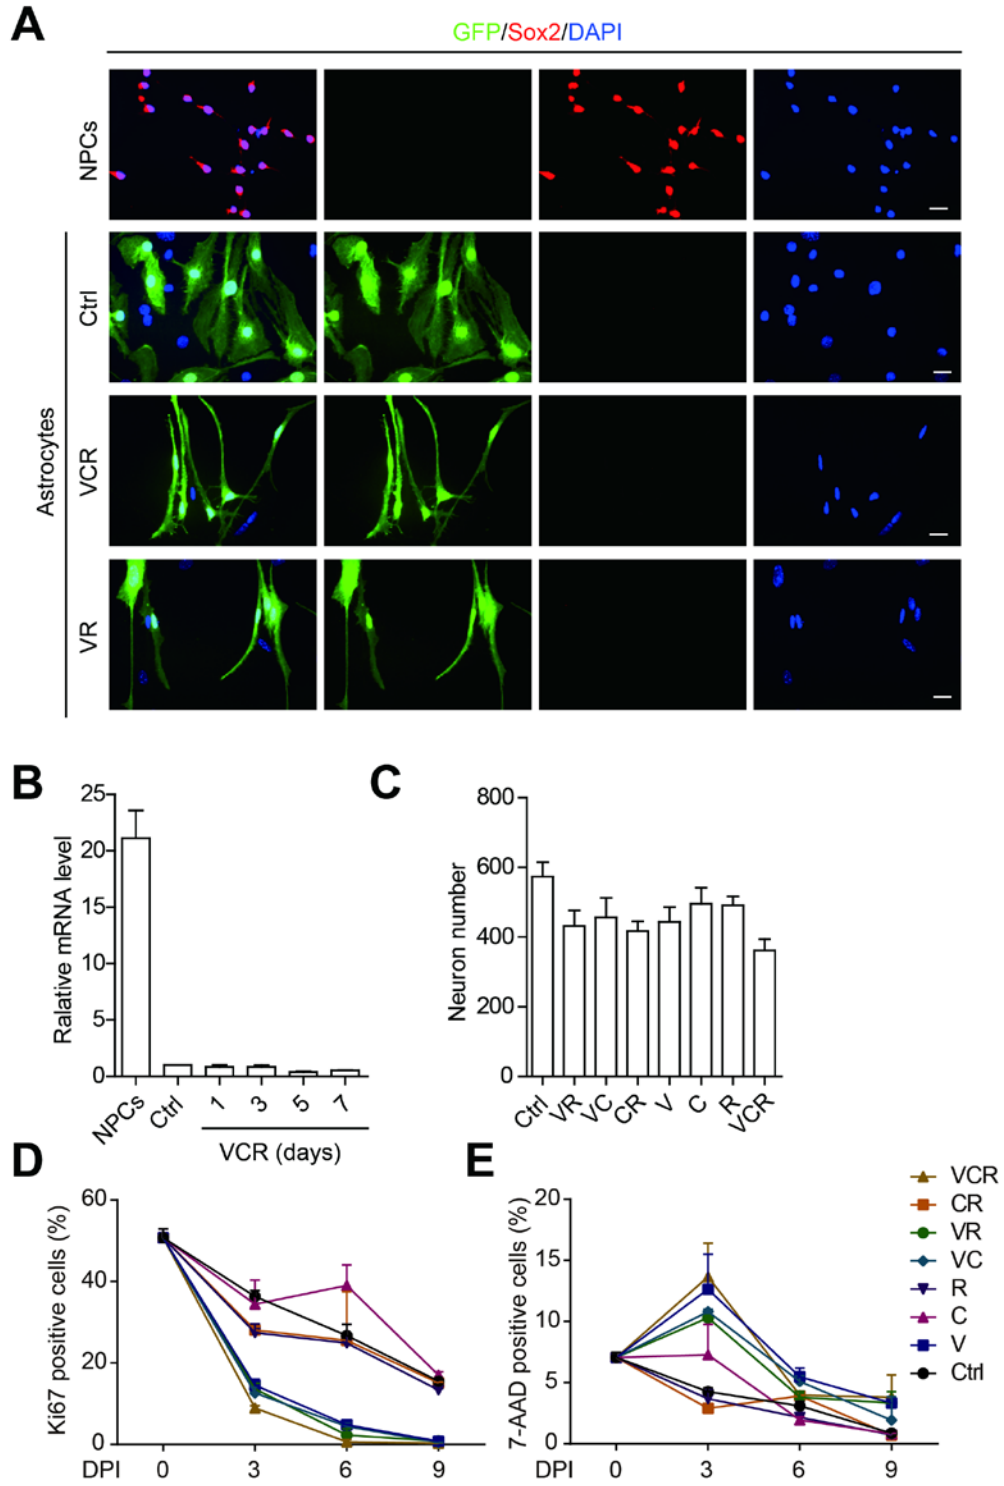 A
GFP/Sox2/DAPI
NPCs
Ctrl
VCR
VR
Astrocytes
B
25
20
15
10
5
0
Ralative mRNA level
NPCs
Ctrl
1
3
5
7
VCR (days)
C
800
600
400
200
0
Neuron number
Ctrl
VR
VC
CR
V
C
R
VCR
D
60
40
20
0
Ki67 positive cells (%)
DPI
0
3
6
9
E
20
15
10
5
0
7-AAD positive cells (%)
DPI
0
3
6
9
VCR
CR
VR
VC
R
C
V
Ctrl